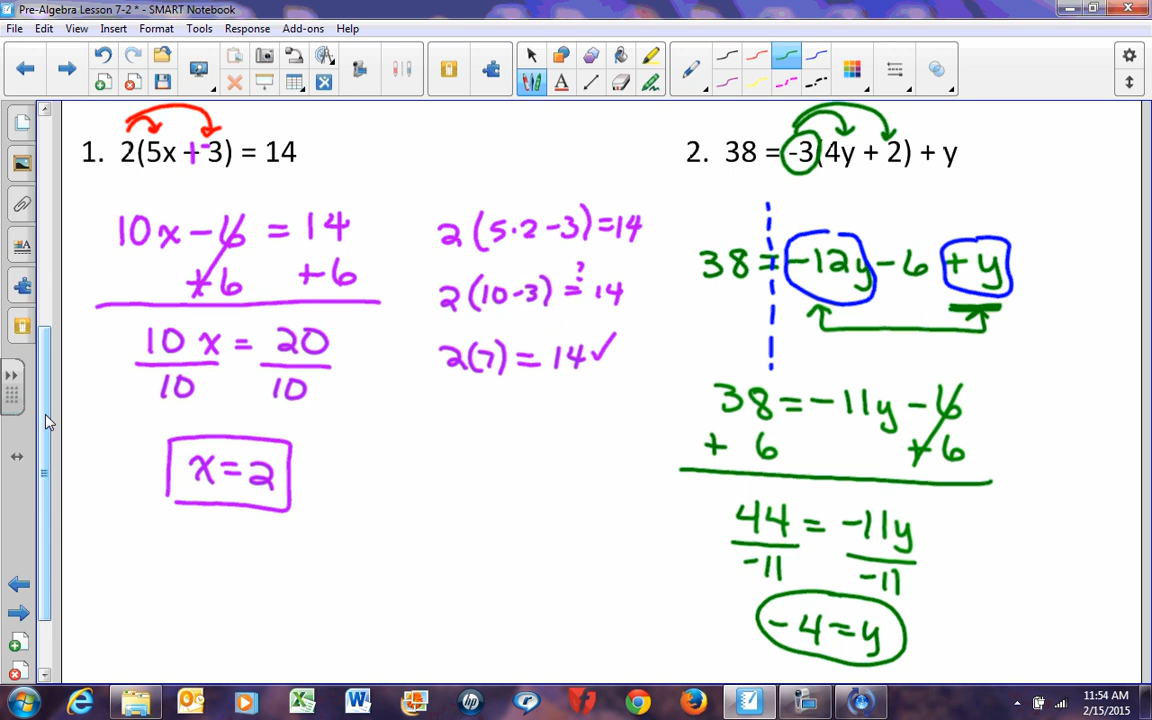 Pre-Algebra Lesson 7-2 * - SMART Notebook
File Edit View Insert Format Tools Response Add-ons Help
1. 2(5x - 3) = 14
10x - 6 = 14
+6 +6
10x = 20
10 10
x = 2
2(5·2 - 3) = 14
2(10 - 3) ?= 14
2(7) = 14 ✓
2. 38 = -3(4y + 2) + y
38 = -12y - 6 + y
38 = -11y - 6
+ 6 +6
44 = -11y
-11 -11
-4 = y
11:54 AM
2/15/2015